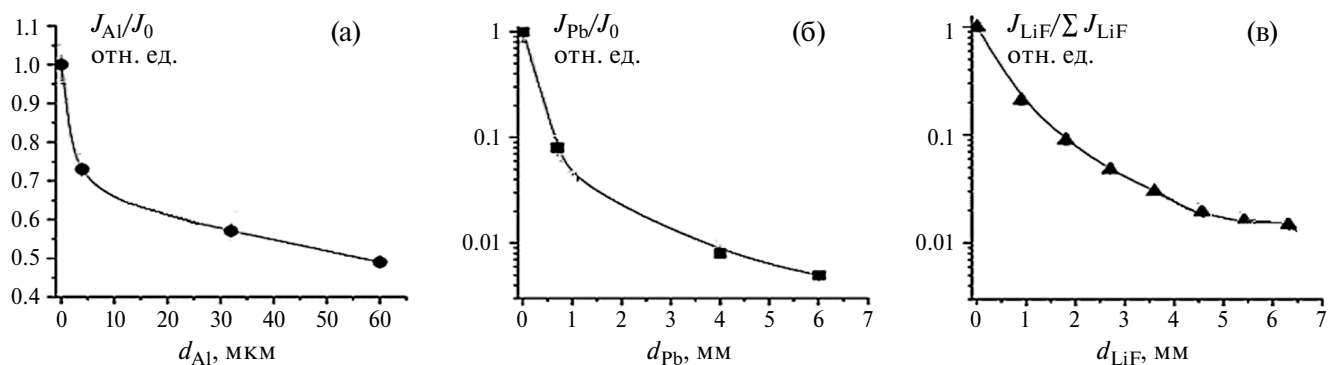 J_Al/J_0
отн. ед.
(а)
1.1
1.0
0.9
0.8
0.7
0.6
0.5
0.4
0 10 20 30 40 50 60
d_Al, мкм
J_Pb/J_0
отн. ед.
(б)
1
0.1
0.01
0 1 2 3 4 5 6 7
d_Pb, мм
J_LiF/∑ J_LiF
отн. ед.
(в)
1
0.1
0.01
0 1 2 3 4 5 6 7
d_LiF, мм